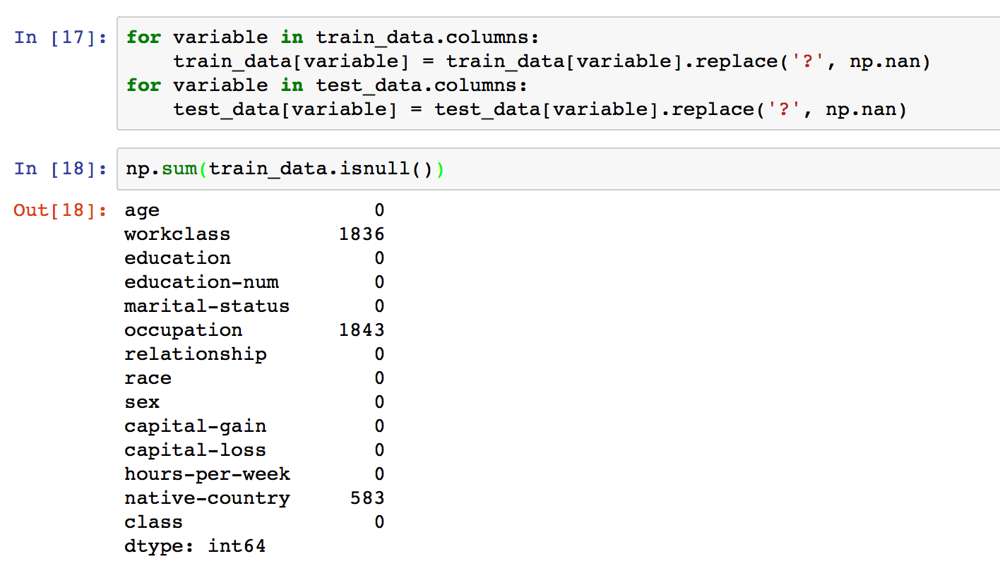 In [17]: for variable in train_data.columns:
    train_data[variable] = train_data[variable].replace('?', np.nan)
for variable in test_data.columns:
    test_data[variable] = test_data[variable].replace('?', np.nan)
In [18]: np.sum(train_data.isnull())
Out[18]: age 0
workclass 1836
education 0
education-num 0
marital-status 0
occupation 1843
relationship 0
race 0
sex 0
capital-gain 0
capital-loss 0
hours-per-week 0
native-country 583
class 0
dtype: int64